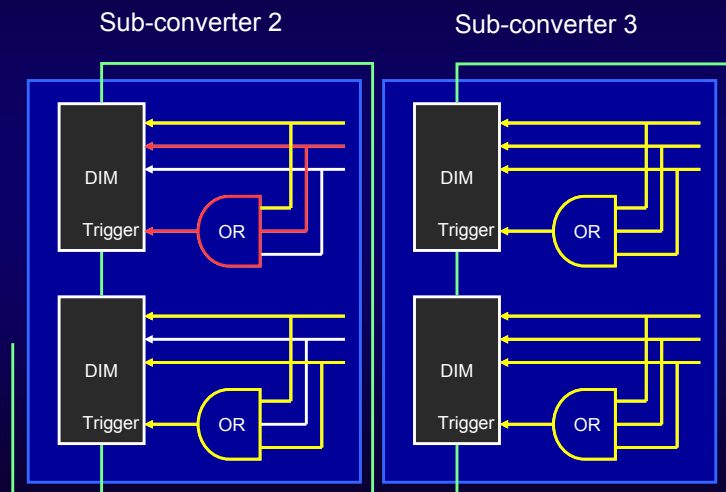 Sub-converter 2
Sub-converter 3
DIM
OR
Trigger
DIM
OR
Trigger
DIM
OR
Trigger
DIM
OR
Trigger